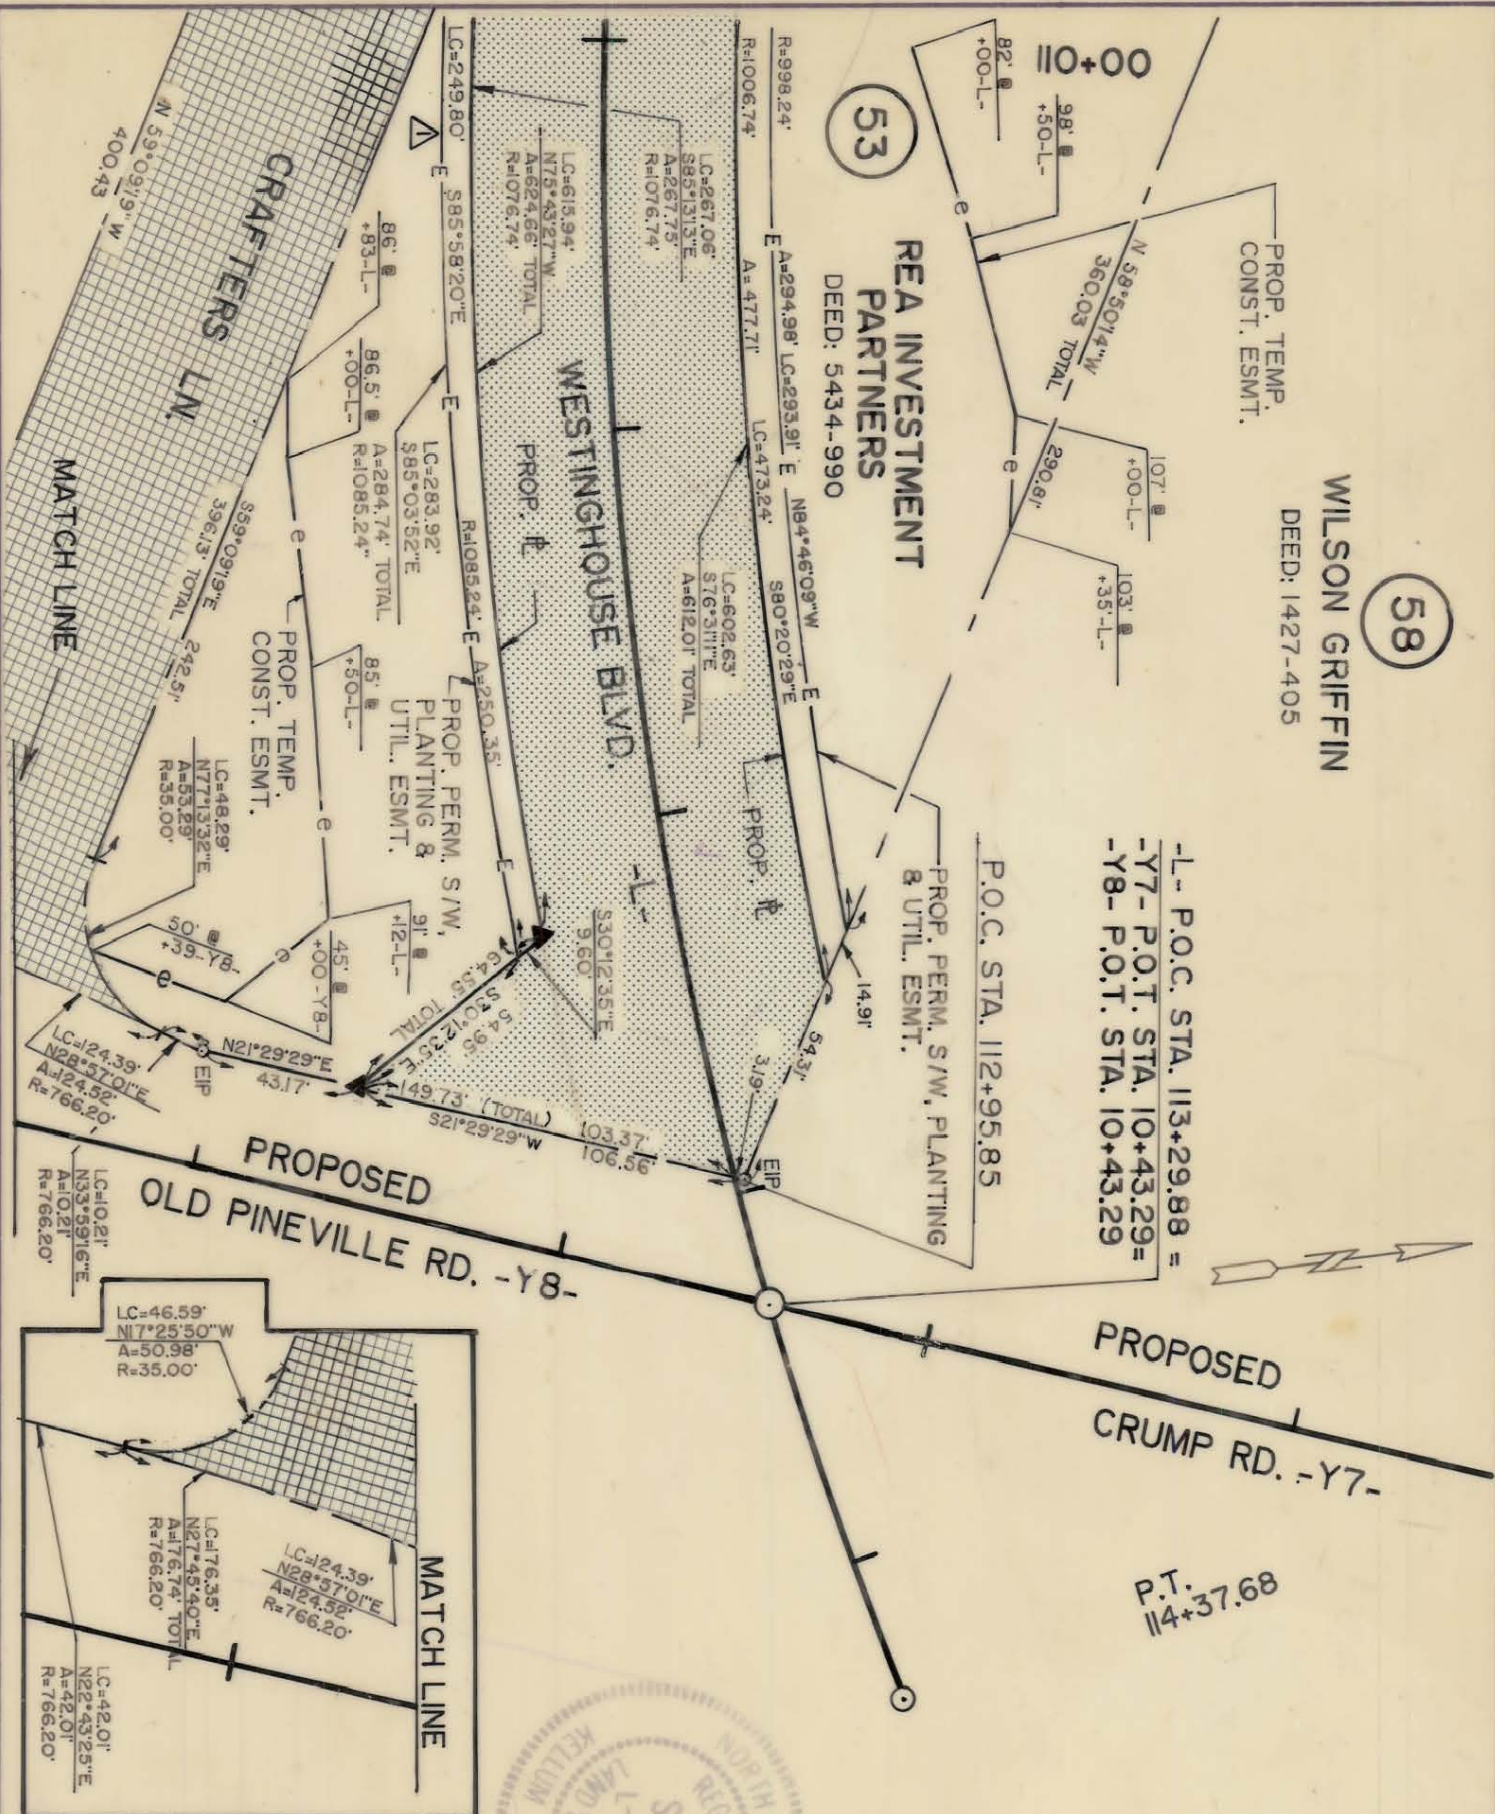 110+00
82' @
+00-L-
98' @
+50-L-
PROP. TEMP.
CONST. ESMT.
N 58°50'14" W
360.03 TOTAL
290.81'
107' @
+00-L-
103' @
+35'-L-
58
WILSON GRIFFIN
DEED: 1427-405
53
REA INVESTMENT
PARTNERS
DEED: 5434-990
-L- P.O.C. STA. 113+29.88 =
-Y7- P.O.T. STA. 10+43.29=
-Y8- P.O.T. STA. 10+43.29
P.O.C. STA. 112+95.85
PROP. PERM. S/W, PLANTING
& UTIL. ESMT.
R=998.24'
E
A=294.98'
LC=293.91'
E
N84°46'09"W
E
R=1006.74'
A=477.71'
LC=473.24'
S80°20'29"E
E
LC=267.06'
S85°13'13"E
A=267.75'
R=1076.74'
LC=602.63'
S76°31'11"E
A=612.01' TOTAL
PROP. PL
LC=615.94'
N75°43'27"W
A=624.66' TOTAL
R=1076.74'
WESTINGHOUSE BLVD.
-L-
PROP. PL
14.91'
54.31'
3.19'
EIP
S30°12'35"E
9.60'
64.55' TOTAL
S30°12'35"E
54.95
LC=249.80'
E
S85°58'20"E
E
R=1085.24'
E
A=250.35'
E
LC=283.92'
S85°03'52"E
A=284.74' TOTAL
R=1085.24"
PROP. PERM. S/W,
PLANTING &
UTIL. ESMT.
86' @
+83-L-
86.5' @
+00-L-
85' @
+50-L-
91' @
+12-L-
45' @
+00-Y8-
50' @
+39-Y8-
e
e
e
e
e
e
e
PROP. TEMP.
CONST. ESMT.
CRAFTERS LN.
N 59°09'19" W
400.43
S59°09'19"E
396.13' TOTAL
242.51'
MATCH LINE
LC=48.29'
N77°13'32"E
A=53.29'
R=35.00'
149.73' (TOTAL)
S21°29'29"W
103.37'
106.56'
N21°29'29"E
43.17'
EIP
LC=124.39'
N28°57'01"E
A=124.52'
R=766.20'
LC=10.21'
N33°59'16"E
A=10.21'
R=766.20'
PROPOSED
OLD PINEVILLE RD. -Y8-
PROPOSED
CRUMP RD. -Y7-
P.T.
114+37.68
LC=46.59'
N17°25'50"W
A=50.98'
R=35.00'
MATCH LINE
LC=124.39'
N28°57'01"E
A=124.52'
R=766.20'
LC=176.35'
N27°45'40"E
A=176.74' TOTAL
R=766.20'
LC=42.01'
N22°43'25"E
A=42.01'
R=766.20'
NORTH
LAND
KELLUM